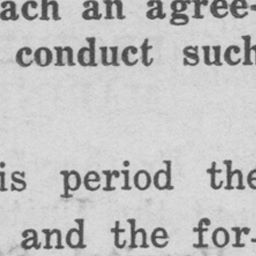 ach an agree-
conduct such
is period the
and the for-